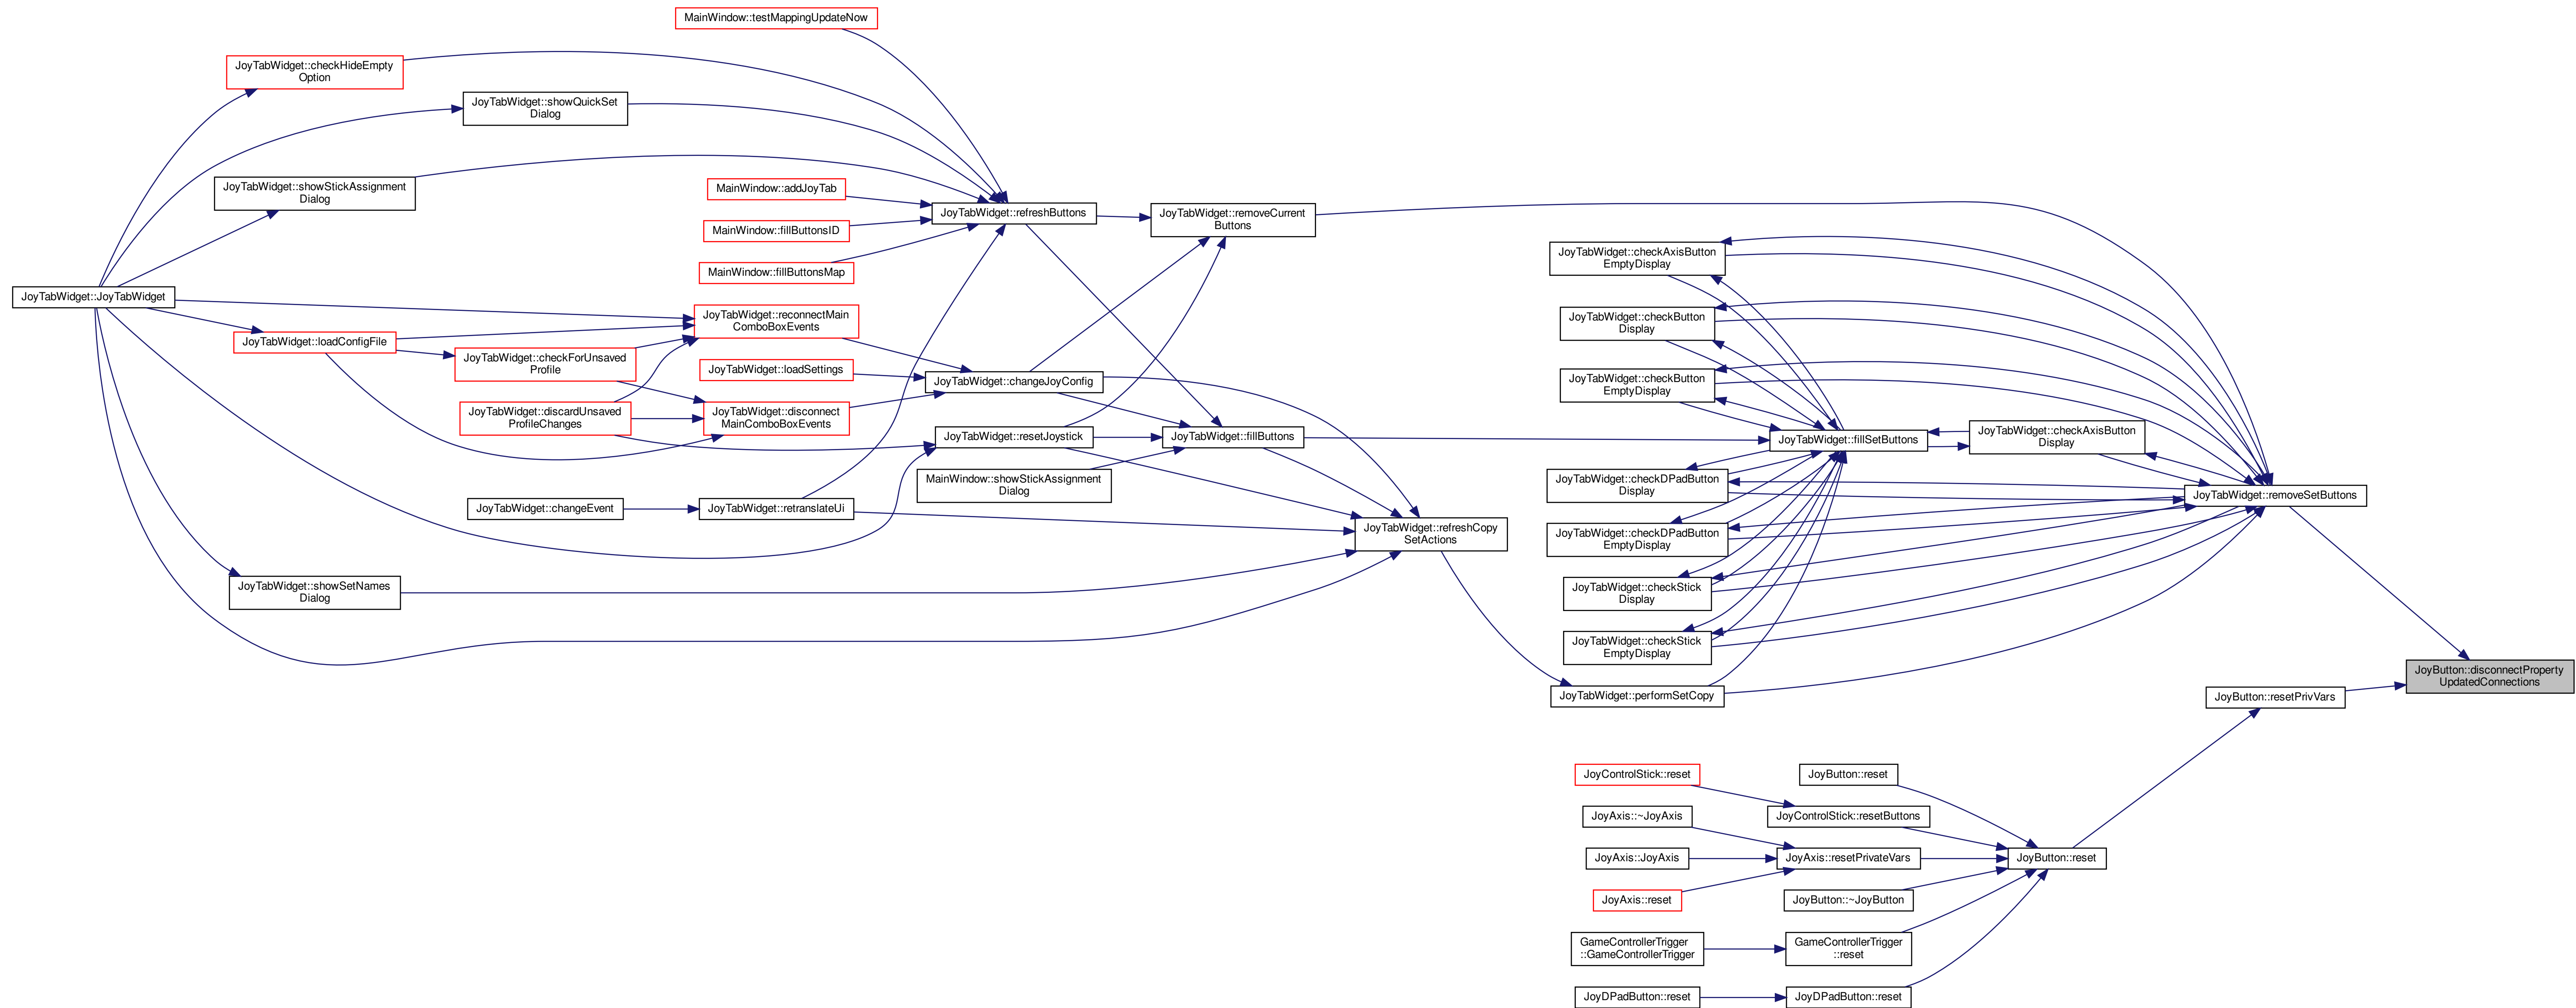 MainWindow::testMappingUpdateNow
JoyTabWidget::checkHideEmpty
Option
JoyTabWidget::showQuickSet
Dialog
JoyTabWidget::showStickAssignment
Dialog
MainWindow::addJoyTab
JoyTabWidget::refreshButtons
MainWindow::fillButtonsID
MainWindow::fillButtonsMap
JoyTabWidget::removeCurrent
Buttons
JoyTabWidget::JoyTabWidget
JoyTabWidget::reconnectMain
ComboBoxEvents
JoyTabWidget::loadConfigFile
JoyTabWidget::checkForUnsaved
Profile
JoyTabWidget::loadSettings
JoyTabWidget::changeJoyConfig
JoyTabWidget::discardUnsaved
ProfileChanges
JoyTabWidget::disconnect
MainComboBoxEvents
JoyTabWidget::resetJoystick
JoyTabWidget::fillButtons
MainWindow::showStickAssignment
Dialog
JoyTabWidget::changeEvent
JoyTabWidget::retranslateUi
JoyTabWidget::refreshCopy
SetActions
JoyTabWidget::showSetNames
Dialog
JoyTabWidget::checkAxisButton
EmptyDisplay
JoyTabWidget::checkButton
Display
JoyTabWidget::checkButton
EmptyDisplay
JoyTabWidget::fillSetButtons
JoyTabWidget::checkAxisButton
Display
JoyTabWidget::checkDPadButton
Display
JoyTabWidget::removeSetButtons
JoyTabWidget::checkDPadButton
EmptyDisplay
JoyTabWidget::checkStick
Display
JoyTabWidget::checkStick
EmptyDisplay
JoyTabWidget::performSetCopy
JoyButton::disconnectProperty
UpdatedConnections
JoyButton::resetPrivVars
JoyControlStick::reset
JoyButton::reset
JoyAxis::~JoyAxis
JoyControlStick::resetButtons
JoyAxis::JoyAxis
JoyAxis::resetPrivateVars
JoyButton::reset
JoyAxis::reset
JoyButton::~JoyButton
GameControllerTrigger
::GameControllerTrigger
GameControllerTrigger
::reset
JoyDPadButton::reset
JoyDPadButton::reset